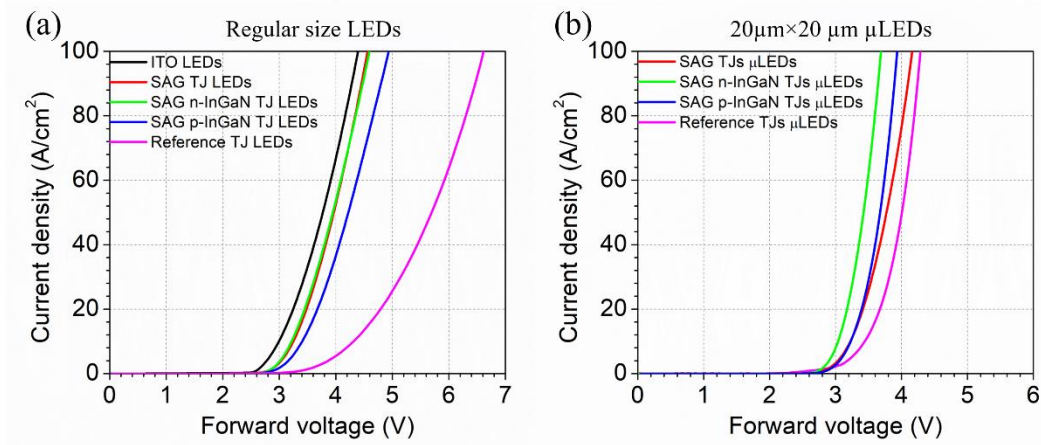 (a)
Regular size LEDs
100
80
60
40
20
0
Current density (A/cm²)
ITO LEDs
SAG TJ LEDs
SAG n-InGaN TJ LEDs
SAG p-InGaN TJ LEDs
Reference TJ LEDs
0 1 2 3 4 5 6 7
Forward voltage (V)
(b)
20μm×20 μm μLEDs
100
80
60
40
20
0
Current density (A/cm²)
SAG TJs μLEDs
SAG n-InGaN TJs μLEDs
SAG p-InGaN TJs μLEDs
Reference TJs μLEDs
0 1 2 3 4 5 6
Forward voltage (V)